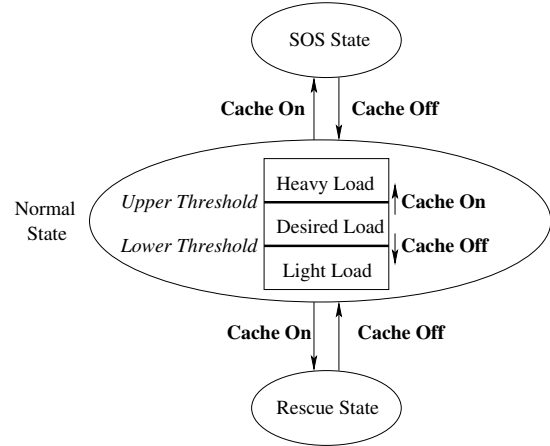 SOS State
Cache On
Cache Off
Normal
State
Upper Threshold
Lower Threshold
Heavy Load
Desired Load
Light Load
Cache On
Cache Off
Cache On
Cache Off
Rescue State